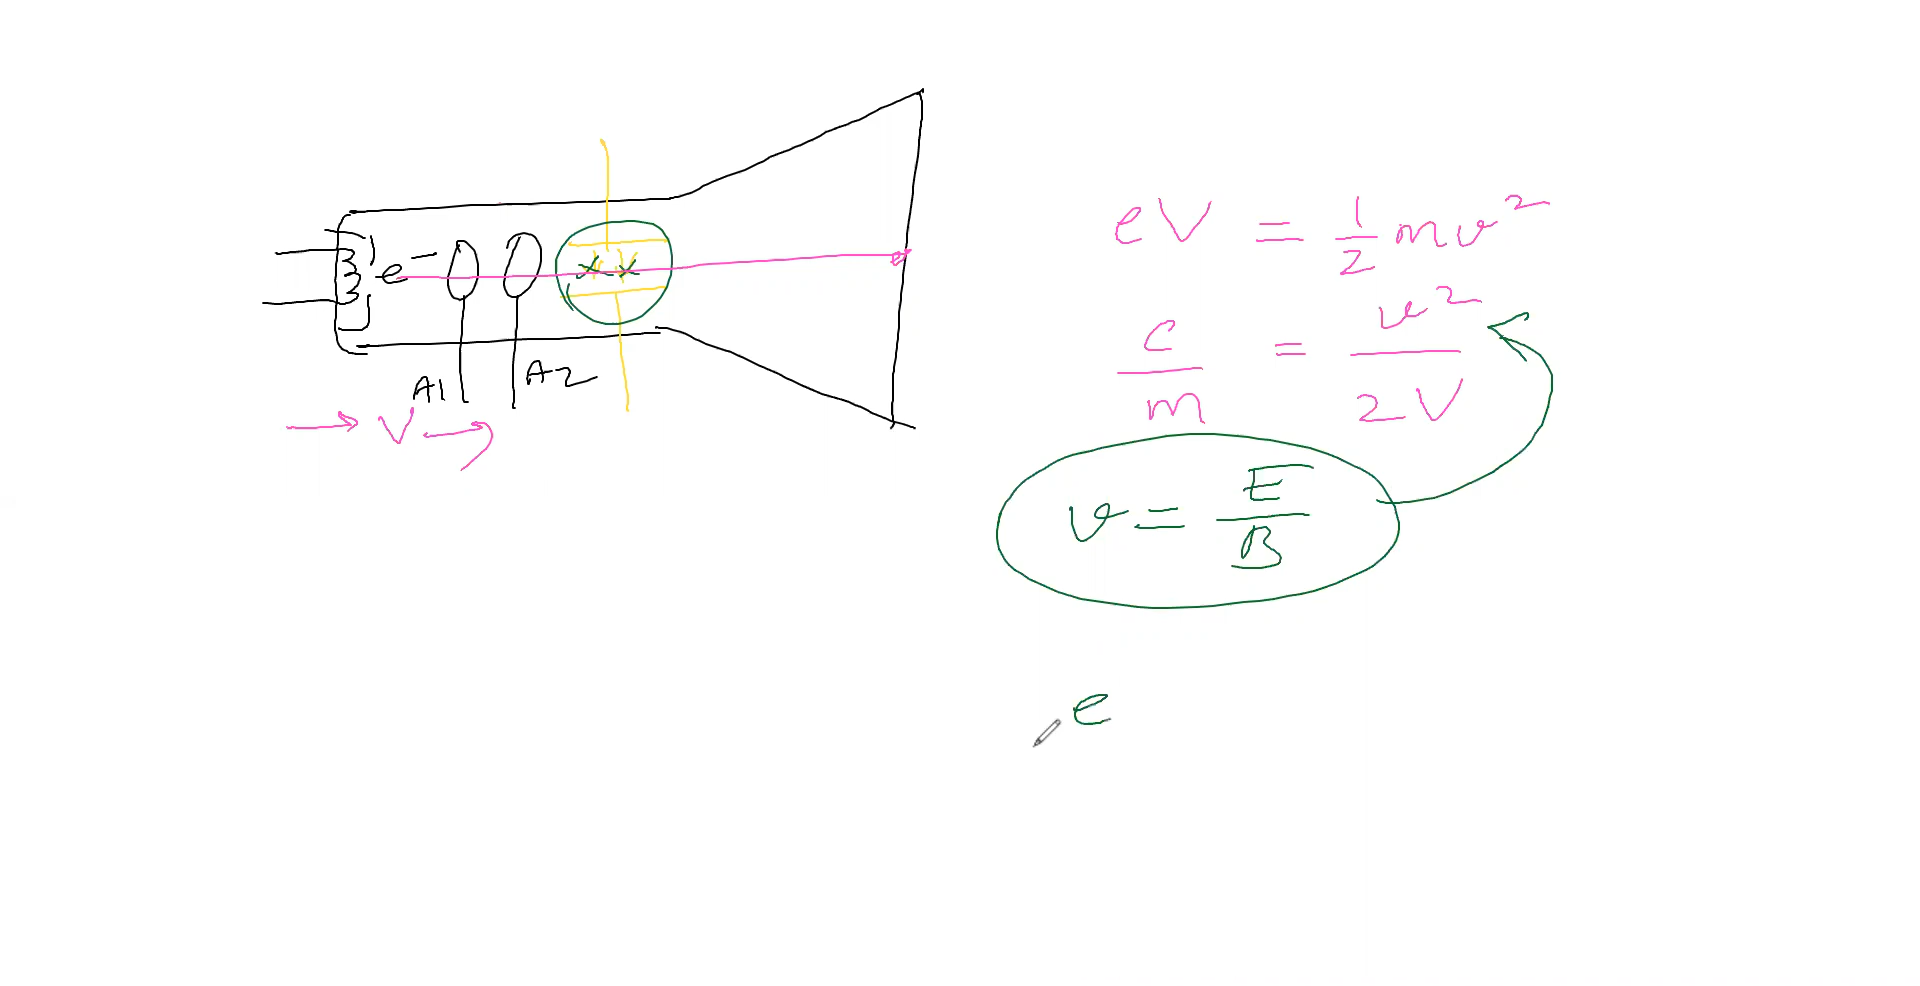 e⁻
x x
A1
A2
→ V →
eV = 1/2 mv²
e/m = v²/2V
v = E/B
e